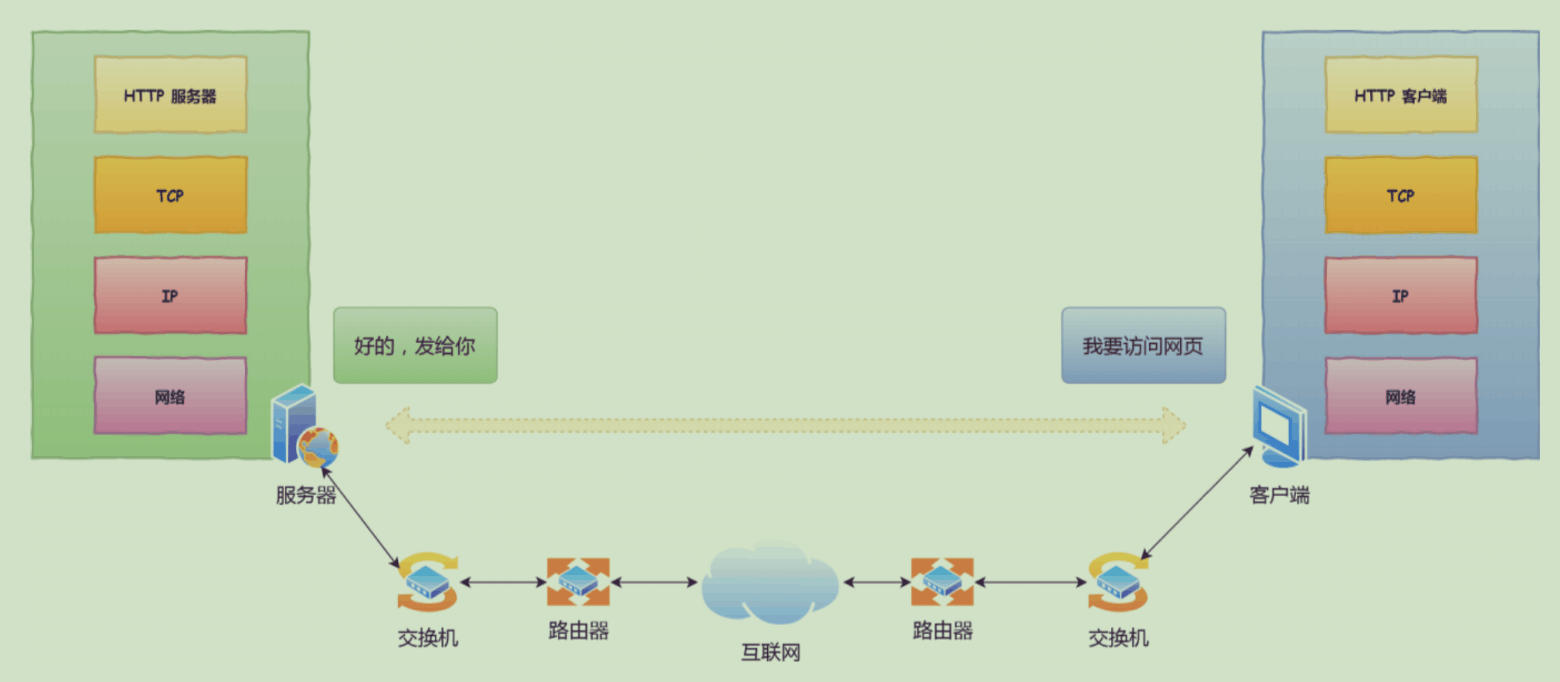 HTTP 服务器
TCP
IP
网络
服务器
好的，发给你
我要访问网页
HTTP 客户端
TCP
IP
网络
客户端
交换机
路由器
互联网
路由器
交换机